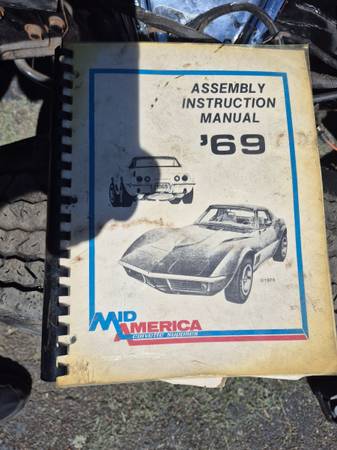 ASSEMBLY
INSTRUCTION
MANUAL
'69
MID
AMERICA
CORVETTE SUPPLIES